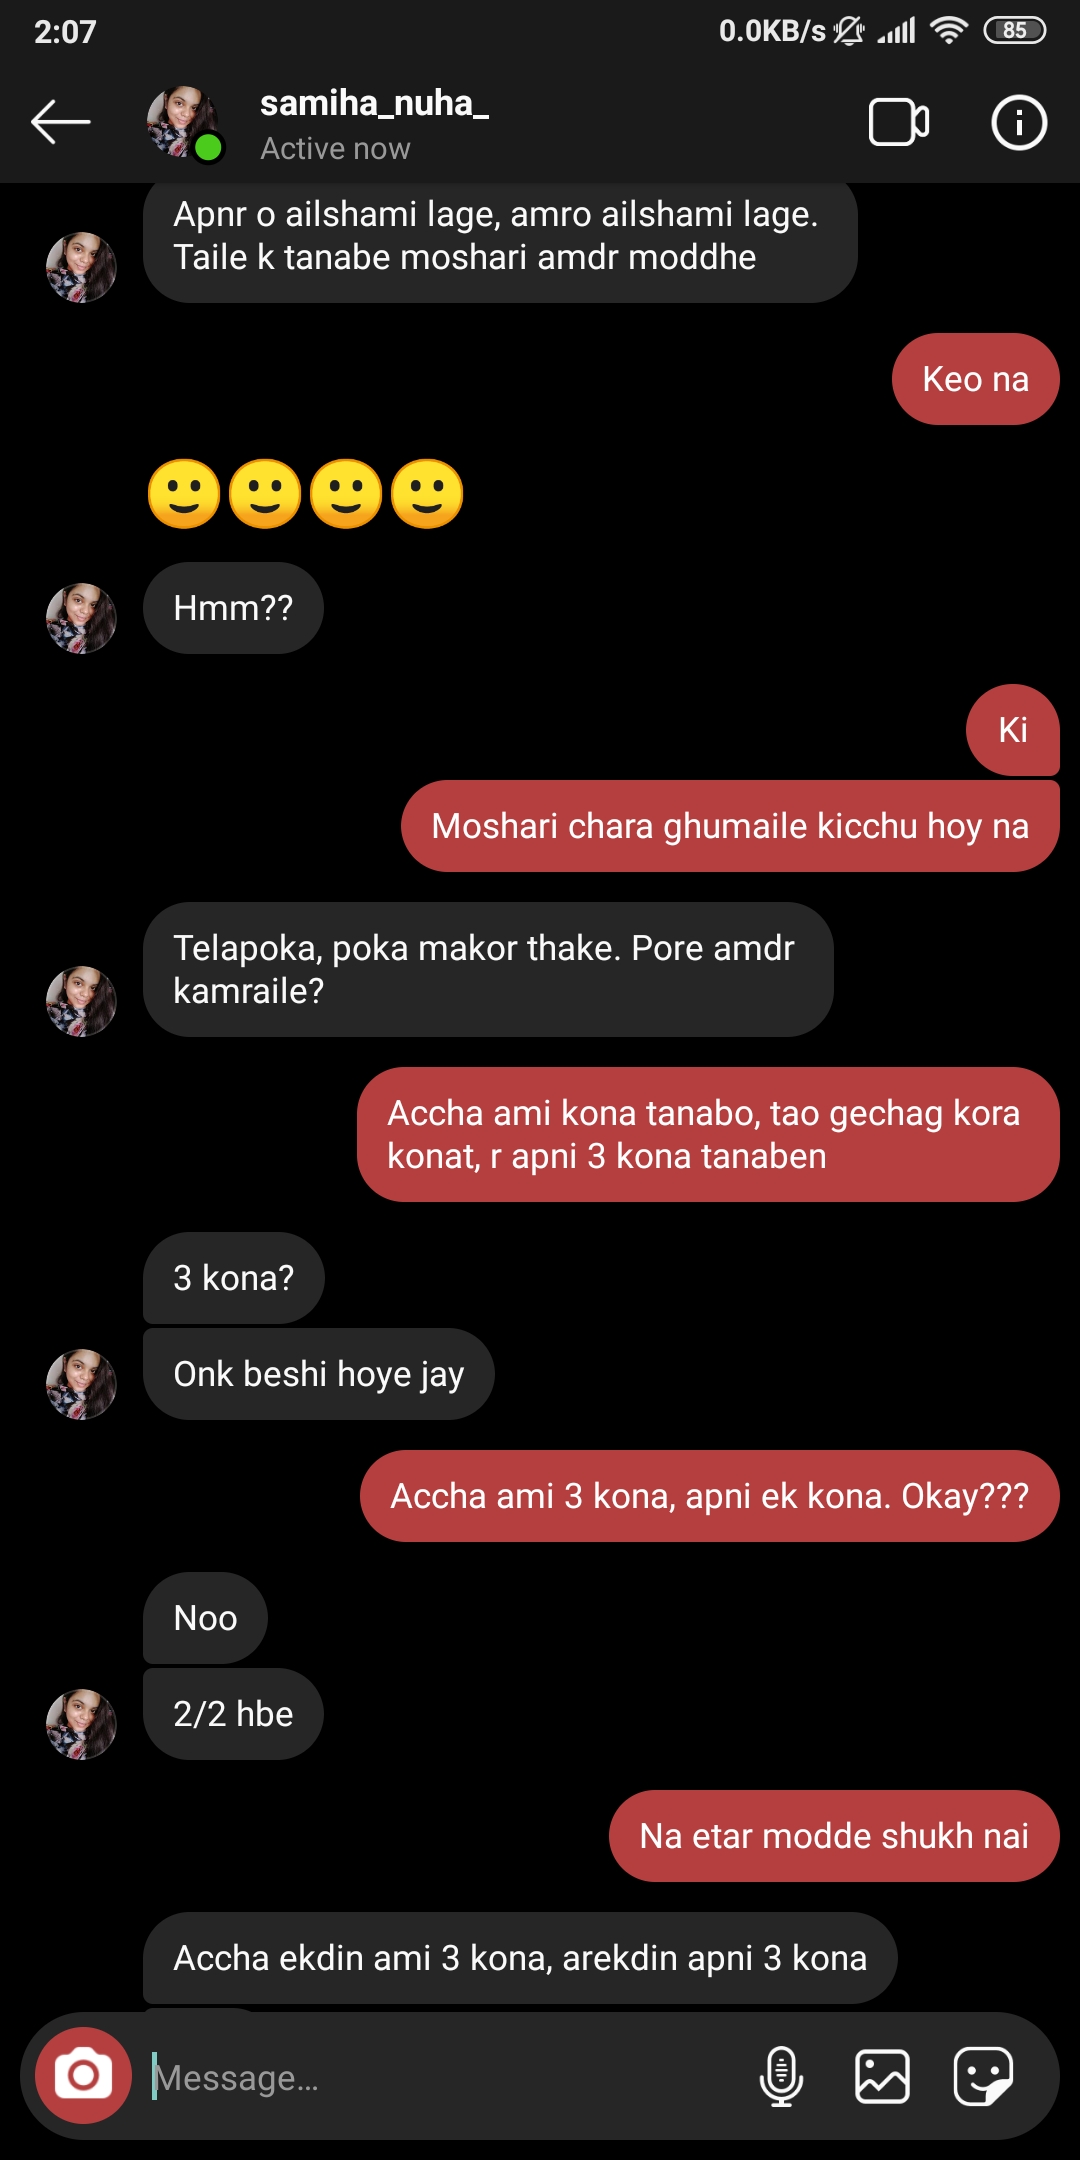 2:07
0.0KB/s
85
samiha_nuha_
Active now
Apnr o ailshami lage, amro ailshami lage.
Taile k tanabe moshari amdr moddhe
Keo na
Hmm??
Ki
Moshari chara ghumaile kicchu hoy na
Telapoka, poka makor thake. Pore amdr
kamraile?
Accha ami kona tanabo, tao gechag kora
konat, r apni 3 kona tanaben
3 kona?
Onk beshi hoye jay
Accha ami 3 kona, apni ek kona. Okay???
Noo
2/2 hbe
Na etar modde shukh nai
Accha ekdin ami 3 kona, arekdin apni 3 kona
Message...